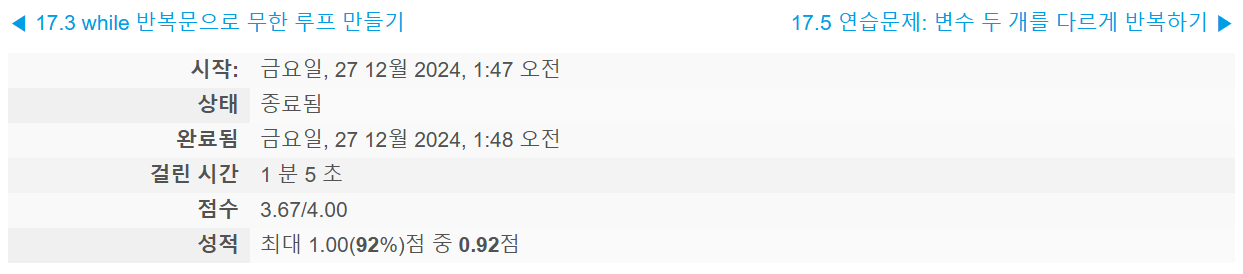 ◀ 17.3 while 반복문으로 무한 루프 만들기 17.5 연습문제: 변수 두 개를 다르게 반복하기 ▶
시작: 금요일, 27 12월 2024, 1:47 오전
상태 종료됨
완료됨 금요일, 27 12월 2024, 1:48 오전
걸린 시간 1 분 5 초
점수 3.67/4.00
성적 최대 1.00(92%)점 중 0.92점